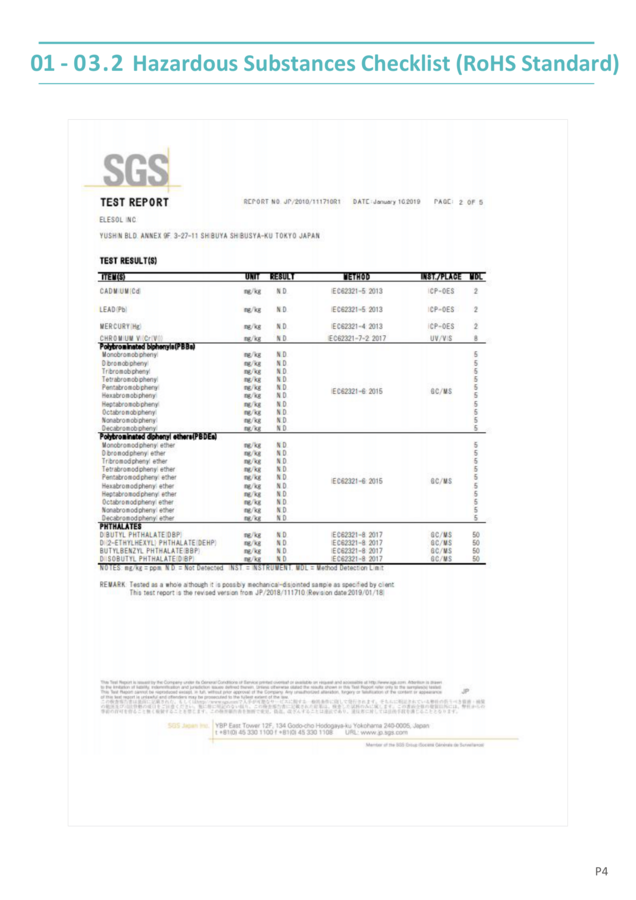 01 - 03.2 Hazardous Substances Checklist (RoHS Standard)
SGS
TEST REPORT REPORT NO. JP/2018/111710R1 DATE:January 16,2019 PAGE: 2 OF 5
ELESOL INC.
YUSHIN BLD. ANNEX 9F. 3-27-11 SHIBUYA SHIBUSYA-KU TOKYO JAPAN
TEST RESULT(S)
ITEM(S) UNIT RESULT METHOD INST./PLACE MDL
CADMIUM(Cd) mg/kg N.D. IEC62321-5: 2013 ICP-OES 2
LEAD(Pb) mg/kg N.D. IEC62321-5: 2013 ICP-OES 2
MERCURY(Hg) mg/kg N.D. IEC62321-4: 2013 ICP-OES 2
CHROMIUM VI(Cr(VI)) mg/kg N.D. IEC62321-7-2: 2017 UV/VIS 8
Polybrominated biphenyls(PBBs)
Monobromobiphenyl mg/kg N.D. 5
Dibromobiphenyl mg/kg N.D. 5
Tribromobiphenyl mg/kg N.D. 5
Tetrabromobiphenyl mg/kg N.D. 5
Pentabromobiphenyl mg/kg N.D. IEC62321-6: 2015 GC/MS 5
Hexabromobiphenyl mg/kg N.D. 5
Heptabromobiphenyl mg/kg N.D. 5
Octabromobiphenyl mg/kg N.D. 5
Nonabromobiphenyl mg/kg N.D. 5
Decabromobiphenyl mg/kg N.D. 5
Polybrominated diphenyl ethers(PBDEs)
Monobromodiphenyl ether mg/kg N.D. 5
Dibromodiphenyl ether mg/kg N.D. 5
Tribromodiphenyl ether mg/kg N.D. 5
Tetrabromodiphenyl ether mg/kg N.D. 5
Pentabromodiphenyl ether mg/kg N.D. IEC62321-6: 2015 GC/MS 5
Hexabromodiphenyl ether mg/kg N.D. 5
Heptabromodiphenyl ether mg/kg N.D. 5
Octabromodiphenyl ether mg/kg N.D. 5
Nonabromodiphenyl ether mg/kg N.D. 5
Decabromodiphenyl ether mg/kg N.D. 5
PHTHALATES
DIBUTYL PHTHALATE(DBP) mg/kg N.D. IEC62321-8: 2017 GC/MS 50
DI(2-ETHYLHEXYL) PHTHALATE(DEHP) mg/kg N.D. IEC62321-8: 2017 GC/MS 50
BUTYLBENZYL PHTHALATE(BBP) mg/kg N.D. IEC62321-8: 2017 GC/MS 50
DIISOBUTYL PHTHALATE(DIBP) mg/kg N.D. IEC62321-8: 2017 GC/MS 50
NOTES: mg/kg = ppm, N.D. = Not Detected, INST. = INSTRUMENT, MDL = Method Detection Limit
REMARK: Tested as a whole although it is possibly mechanical-disjointed sample as specified by client.
This test report is the revised version from JP/2018/111710.(Revision date:2019/01/18)
SGS Japan Inc. YBP East Tower 12F, 134 Godo-cho Hodogaya-ku Yokohama 240-0005, Japan
t +81(0) 45 330 1100 f +81(0) 45 330 1108 URL: www.jp.sgs.com
Member of the SGS Group (Société Générale de Surveillance)
P4